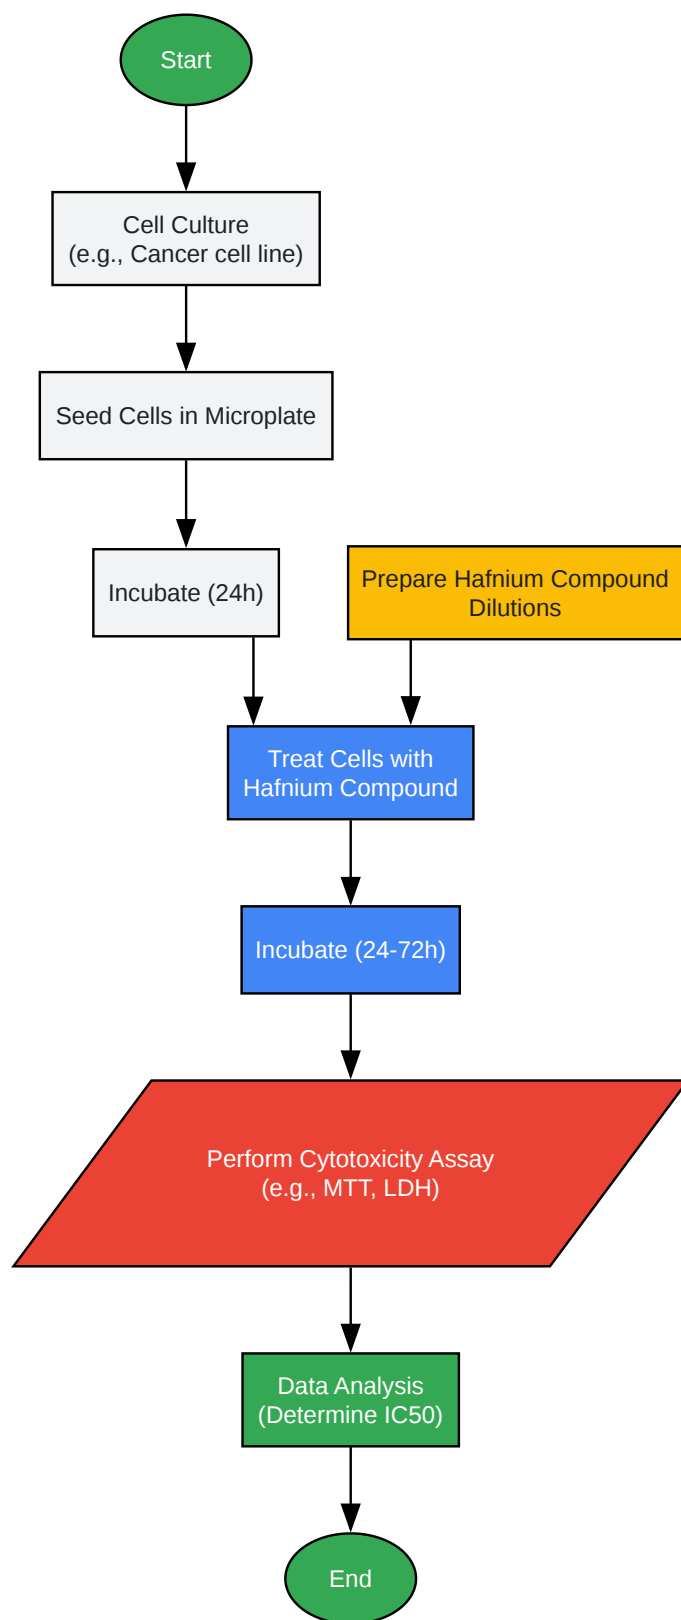 Start
Cell Culture
(e.g., Cancer cell line)
Seed Cells in Microplate
Incubate (24h)
Prepare Hafnium Compound
Dilutions
Treat Cells with
Hafnium Compound
Incubate (24-72h)
Perform Cytotoxicity Assay
(e.g., MTT, LDH)
Data Analysis
(Determine IC50)
End